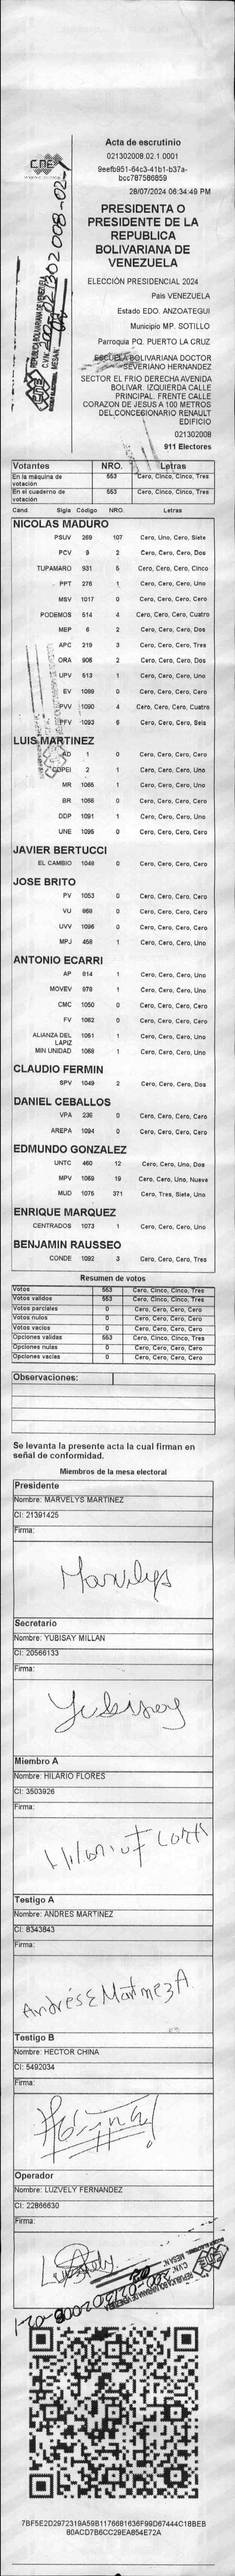 Acta de escrutinio
021302008.02.1.0001
9eefb951-64c3-41b1-b37a-
bcc787586859
28/07/2024 06:34:49 PM
PRESIDENTA O
PRESIDENTE DE LA
REPUBLICA
BOLIVARIANA DE
VENEZUELA
ELECCIÓN PRESIDENCIAL 2024
Pais VENEZUELA
Estado EDO. ANZOATEGUI
Municipio MP. SOTILLO
Parroquia PQ. PUERTO LA CRUZ
ESCUELA BOLIVARIANA DOCTOR
SEVERIANO HERNANDEZ
SECTOR EL FRIO DERECHA AVENIDA
BOLIVAR. IZQUIERDA CALLE
PRINCIPAL. FRENTE CALLE
CORAZON DE JESUS A 100 METROS
DEL CONCESIONARIO RENAULT
EDIFICIO
021302008
911 Electores
CNE
Votantes NRO. Letras
En la máquina de votación 553 Cero, Cinco, Cinco, Tres
En el cuaderno de votación 553 Cero, Cinco, Cinco, Tres
Cand. Sigla Código NRO. Letras
NICOLAS MADURO
PSUV 269 107 Cero, Uno, Cero, Siete
PCV 9 2 Cero, Cero, Cero, Dos
TUPAMARO 931 5 Cero, Cero, Cero, Cinco
PPT 276 1 Cero, Cero, Cero, Uno
MSV 1017 0 Cero, Cero, Cero, Cero
PODEMOS 514 4 Cero, Cero, Cero, Cuatro
MEP 6 2 Cero, Cero, Cero, Dos
APC 219 3 Cero, Cero, Cero, Tres
ORA 906 2 Cero, Cero, Cero, Dos
UPV 513 1 Cero, Cero, Cero, Uno
EV 1099 0 Cero, Cero, Cero, Cero
PVV 1090 4 Cero, Cero, Cero, Cuatro
PFV 1093 6 Cero, Cero, Cero, Seis
LUIS MARTINEZ
AD 1 0 Cero, Cero, Cero, Cero
COPEI 2 1 Cero, Cero, Cero, Uno
MR 1065 1 Cero, Cero, Cero, Uno
BR 1056 0 Cero, Cero, Cero, Cero
DDP 1091 1 Cero, Cero, Cero, Uno
UNE 1095 0 Cero, Cero, Cero, Cero
JAVIER BERTUCCI
EL CAMBIO 1048 0 Cero, Cero, Cero, Cero
JOSE BRITO
PV 1053 0 Cero, Cero, Cero, Cero
VU 868 0 Cero, Cero, Cero, Cero
UVV 1096 0 Cero, Cero, Cero, Cero
MPJ 458 1 Cero, Cero, Cero, Uno
ANTONIO ECARRI
AP 814 1 Cero, Cero, Cero, Uno
MOVEV 978 1 Cero, Cero, Cero, Uno
CMC 1050 0 Cero, Cero, Cero, Cero
FV 1062 0 Cero, Cero, Cero, Cero
ALIANZA DEL LAPIZ 1051 1 Cero, Cero, Cero, Uno
MIN UNIDAD 1068 1 Cero, Cero, Cero, Uno
CLAUDIO FERMIN
SPV 1049 2 Cero, Cero, Cero, Dos
DANIEL CEBALLOS
VPA 236 0 Cero, Cero, Cero, Cero
AREPA 1094 0 Cero, Cero, Cero, Cero
EDMUNDO GONZALEZ
UNTC 460 12 Cero, Cero, Uno, Dos
MPV 1069 19 Cero, Cero, Uno, Nueve
MUD 1075 371 Cero, Tres, Siete, Uno
ENRIQUE MARQUEZ
CENTRADOS 1073 1 Cero, Cero, Cero, Uno
BENJAMIN RAUSSEO
CONDE 1092 3 Cero, Cero, Cero, Tres
Resumen de votos
Votos 553 Cero, Cinco, Cinco, Tres
Votos validos 553 Cero, Cinco, Cinco, Tres
Votos parciales 0 Cero, Cero, Cero, Cero
Votos nulos 0 Cero, Cero, Cero, Cero
Votos vacios 0 Cero, Cero, Cero, Cero
Opciones validas 553 Cero, Cinco, Cinco, Tres
Opciones nulas 0 Cero, Cero, Cero, Cero
Opciones vacias 0 Cero, Cero, Cero, Cero
Observaciones:
Se levanta la presente acta la cual firman en
señal de conformidad.
Miembros de la mesa electoral
Presidente
Nombre: MARVELYS MARTINEZ
CI: 21391425
Firma:
Marvelys
Secretario
Nombre: YUBISAY MILLAN
CI: 20566133
Firma:
Yubisay
Miembro A
Nombre: HILARIO FLORES
CI: 3503926
Firma:
Testigo A
Nombre: ANDRES MARTINEZ
CI: 8343843
Firma:
Andrés E Martinez A.
Testigo B
Nombre: HECTOR CHINA
CI: 5492034
Firma:
Operador
Nombre: LUZVELY FERNANDEZ
CI: 22866630
Firma:
Luzvely
7BF5E2D2972319A59B1176681636F99D67444C18BEB
80ACD7B6CC29EA854E72A